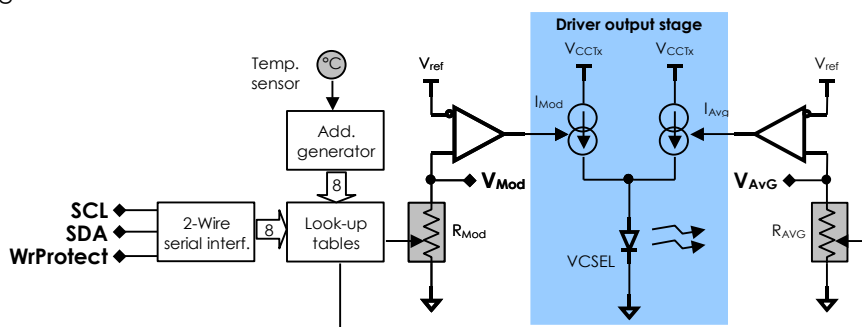 Driver output stage
Temp.
sensor
°C
Vref
VCCTx
VCCTx
Vref
IMod
IAvg
Add.
generator
8
VMod
VAvG
SCL
SDA
WrProtect
2-Wire
serial interf.
8
Look-up
tables
RMod
VCSEL
RAVG